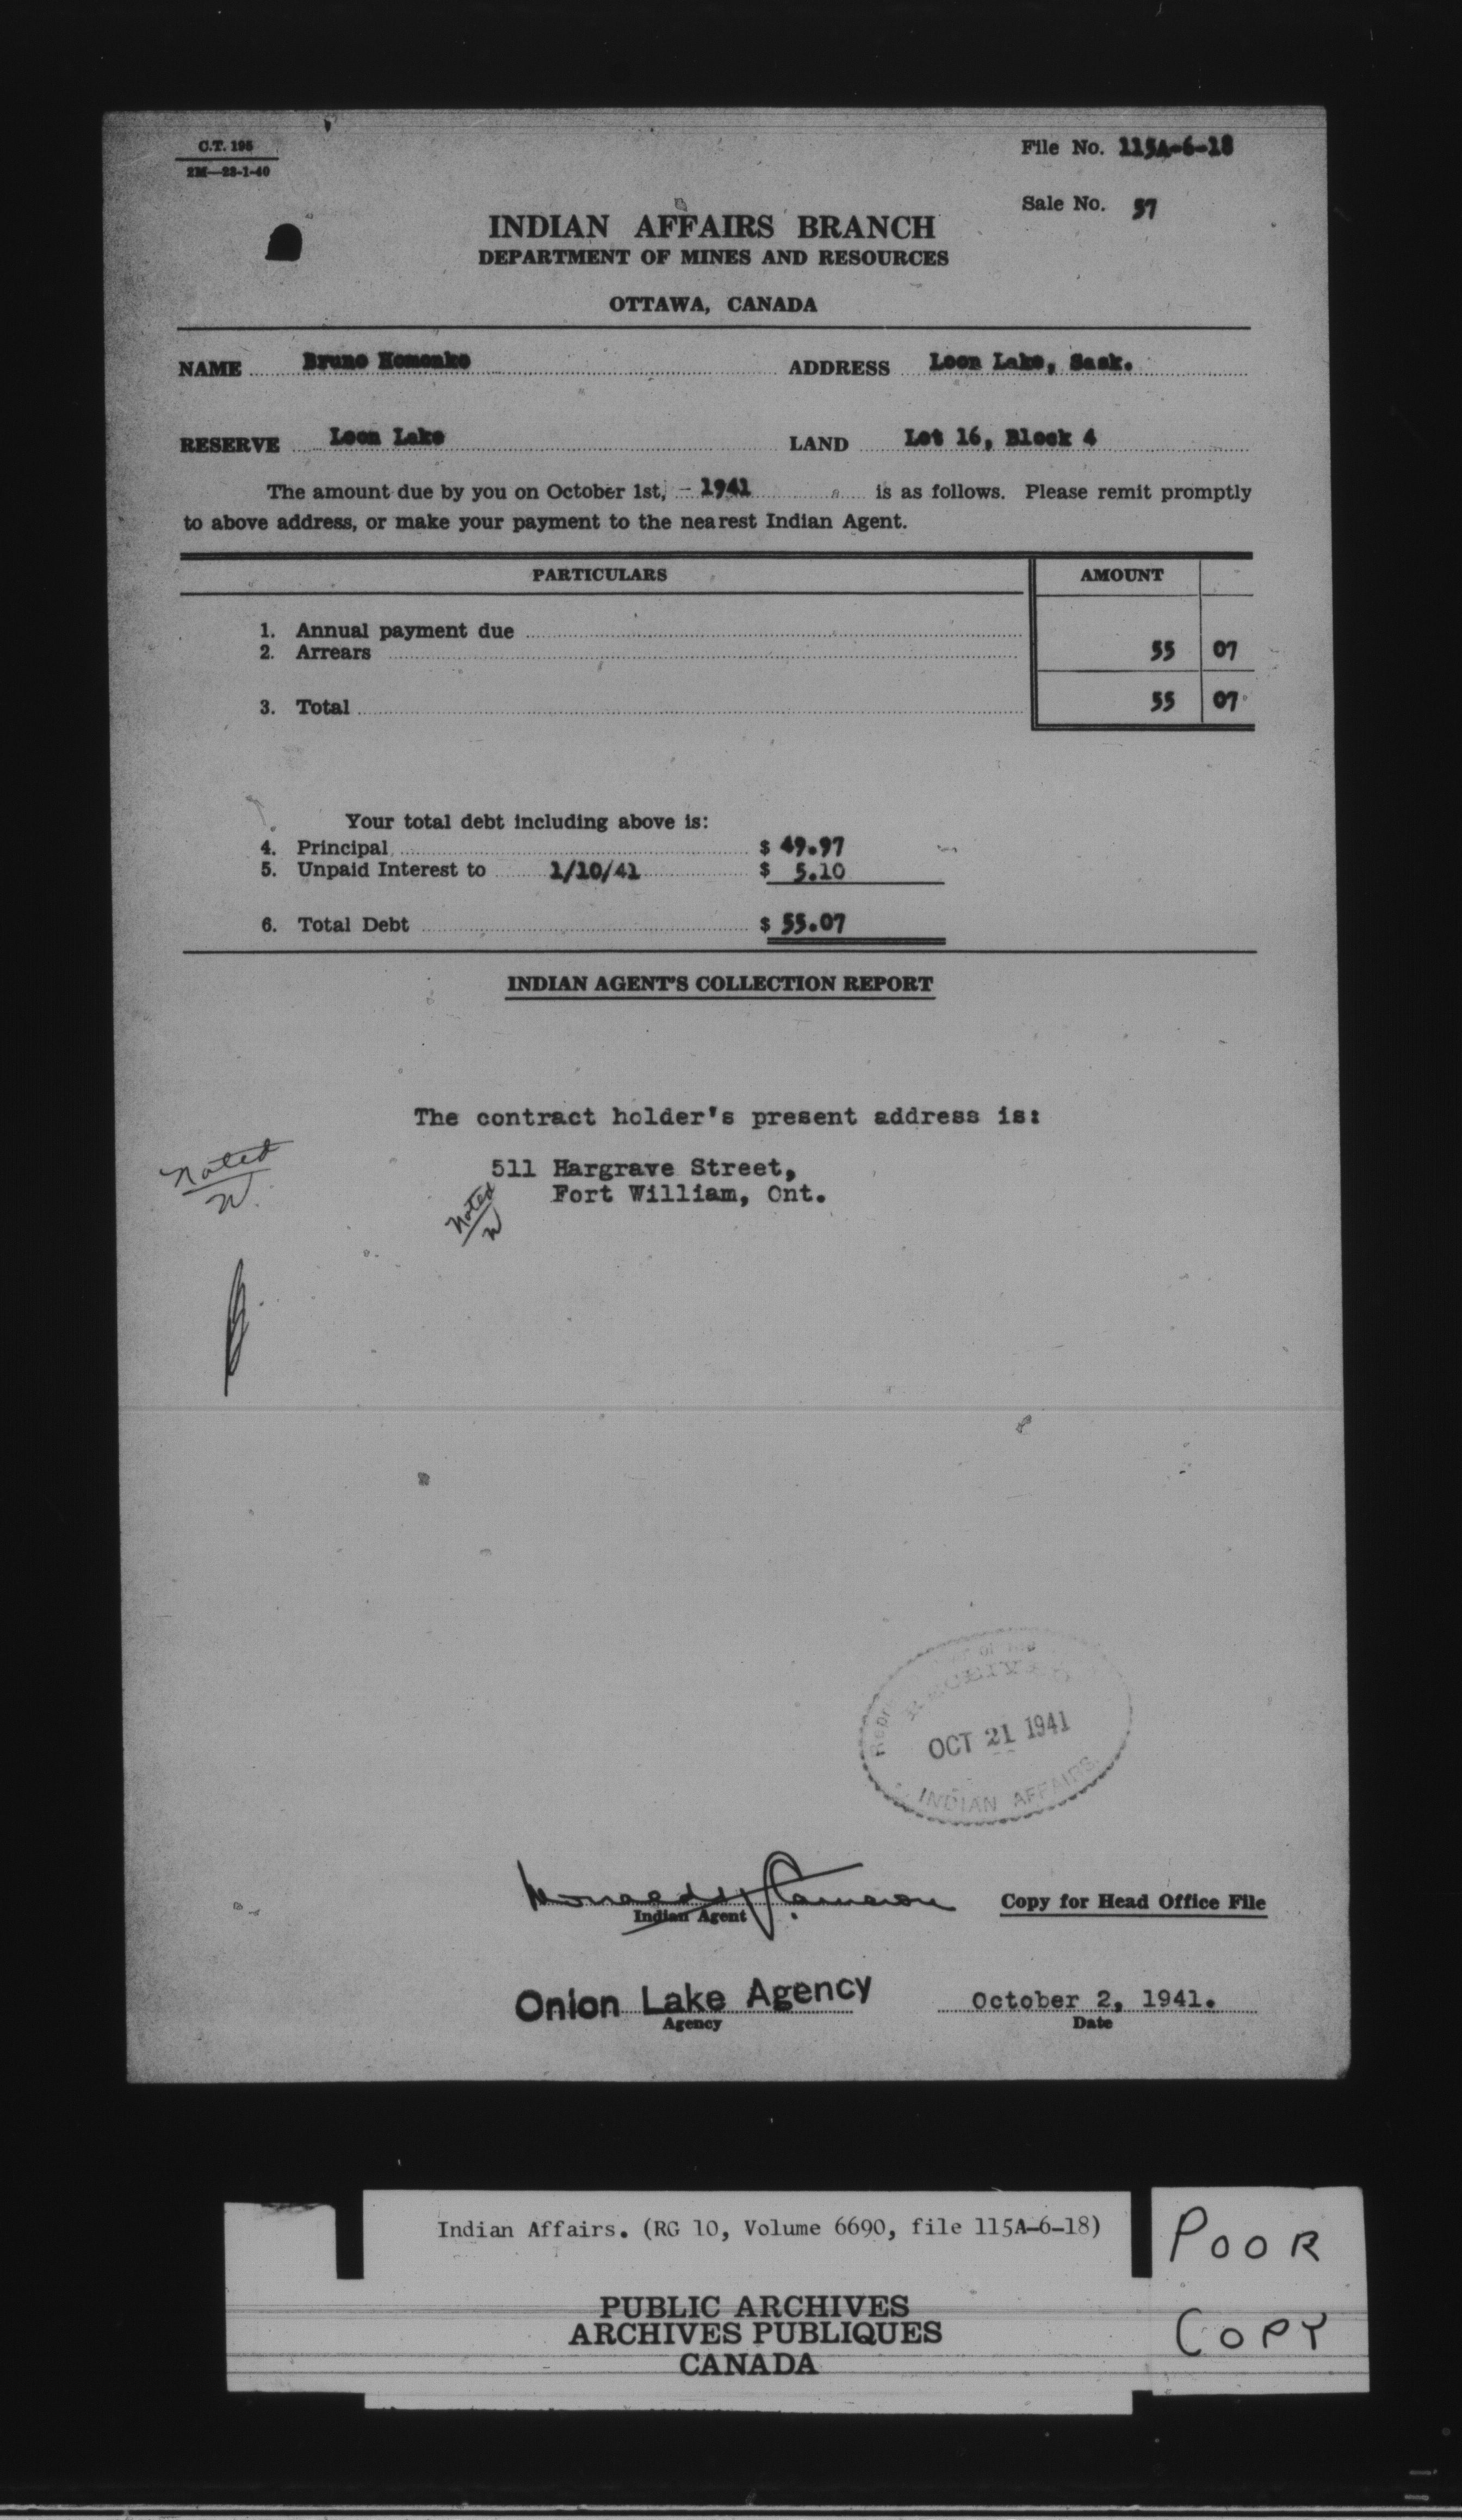 C.T. 195
2M—23-1-40
File No. 115A-6-18
Sale No. 57
INDIAN AFFAIRS BRANCH
DEPARTMENT OF MINES AND RESOURCES
OTTAWA, CANADA
NAME Bruno ADDRESS Loon Lake, Sask.
RESERVE Loon Lake LAND Lot 16, Block 4
The amount due by you on October 1st, - 1941 is as follows. Please remit promptly
to above address, or make your payment to the nearest Indian Agent.
PARTICULARS AMOUNT
1. Annual payment due
2. Arrears 55 07
3. Total 55 07
Your total debt including above is:
4. Principal $ 49.97
5. Unpaid Interest to 1/10/41 $ 5.10
6. Total Debt $ 55.07
INDIAN AGENT'S COLLECTION REPORT
The contract holder's present address is:
511 Hargrave Street,
Fort William, Ont.
Noted
N.
Noted
N
RECEIVED
OCT 21 1941
INDIAN AFFAIRS
Cameron
Indian Agent
Copy for Head Office File
Onion Lake Agency October 2, 1941.
Agency Date
Indian Affairs. (RG 10, Volume 6690, file 115A-6-18)
PUBLIC ARCHIVES
ARCHIVES PUBLIQUES
CANADA
POOR
COPY